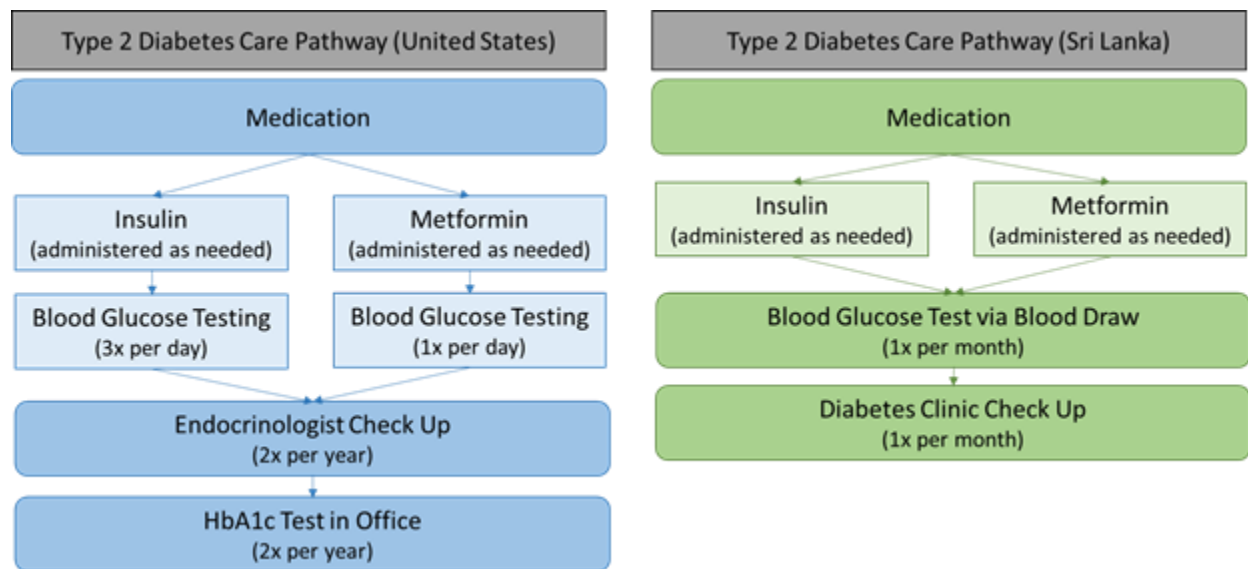 Type 2 Diabetes Care Pathway (United States)
Medication
Insulin
(administered as needed)
Metformin
(administered as needed)
Blood Glucose Testing
(3x per day)
Blood Glucose Testing
(1x per day)
Endocrinologist Check Up
(2x per year)
HbA1c Test in Office
(2x per year)
Type 2 Diabetes Care Pathway (Sri Lanka)
Medication
Insulin
(administered as needed)
Metformin
(administered as needed)
Blood Glucose Test via Blood Draw
(1x per month)
Diabetes Clinic Check Up
(1x per month)